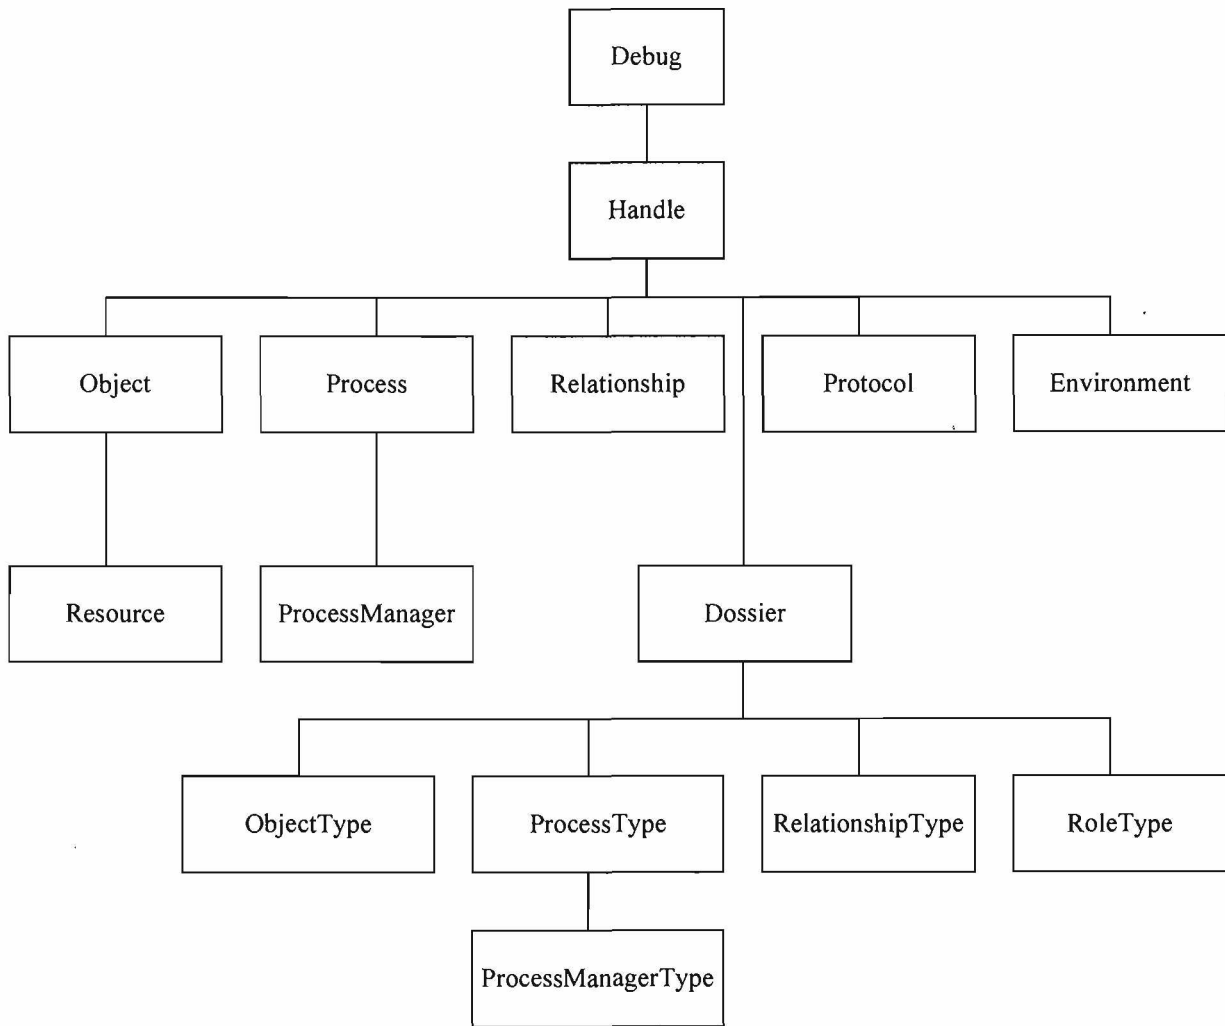 Debug
Handle
Object
Process
Relationship
Protocol
Environment
Resource
ProcessManager
Dossier
ObjectType
ProcessType
RelationshipType
RoleType
ProcessManagerType